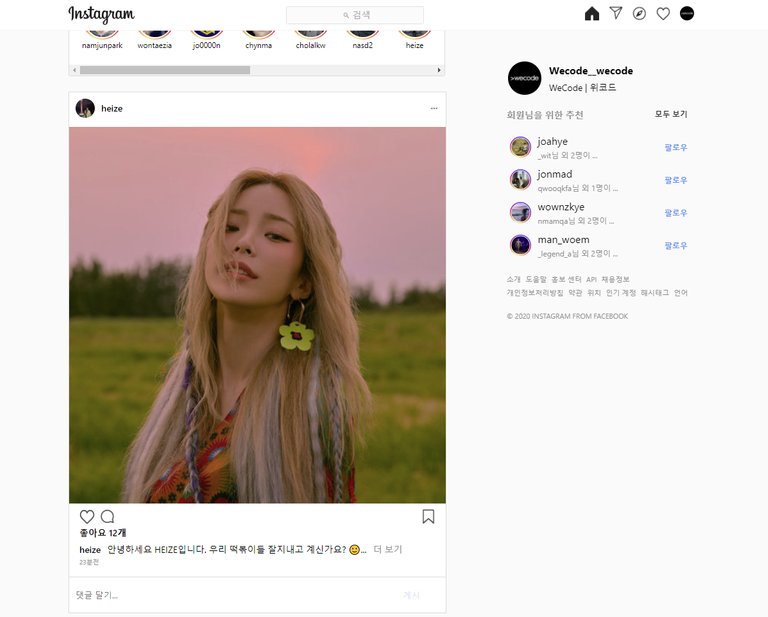 Instagram
검색
namjunpark wontaezia jo0000n chynma cholalkw nasd2 heize
heize
좋아요 12개
heize 안녕하세요 HEIZE입니다. 우리 떡볶이들 잘지내고 계신가요? 🙂... 더 보기
23분전
댓글 달기... 게시
>wecode
Wecode__wecode
WeCode | 위코드
회원님을 위한 추천 모두 보기
joahye
_wit님 외 2명이 ... 팔로우
jonmad
qwooqkfa님 외 1명이 ... 팔로우
wownzkye
nmamqa님 외 2명이 ... 팔로우
man_woem
_legend_a님 외 2명이 ... 팔로우
소개 도움말 홍보 센터 API 채용정보
개인정보처리방침 약관 위치 인기 계정 해시태그 언어
© 2020 INSTAGRAM FROM FACEBOOK